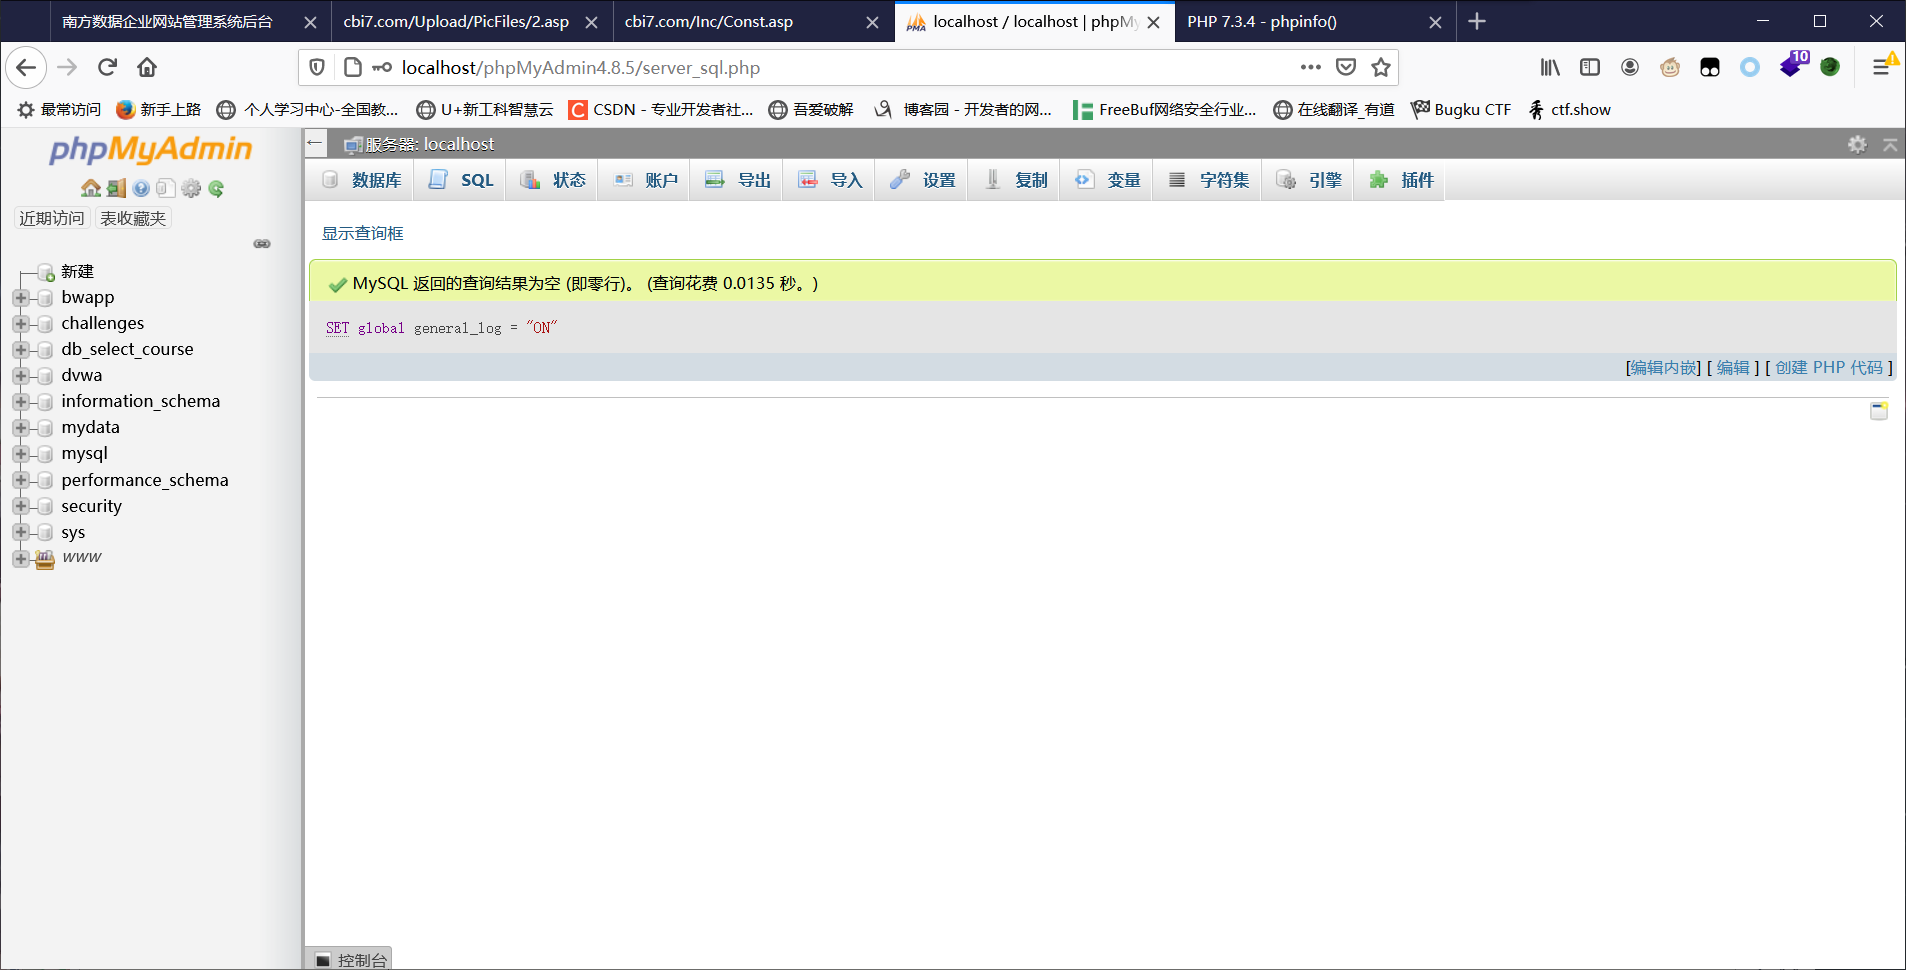 南方数据企业网站管理系统后台
cbi7.com/Upload/PicFiles/2.asp
cbi7.com/Inc/Const.asp
PMA localhost / localhost | phpMy
PHP 7.3.4 - phpinfo()
localhost/phpMyAdmin4.8.5/server_sql.php
10
最常访问 新手上路 个人学习中心-全国教... U+新工科智慧云 CSDN - 专业开发者社... 吾爱破解 博客园 - 开发者的网... FreeBuf网络安全行业... 在线翻译_有道 Bugku CTF ctf.show
phpMyAdmin
近期访问 表收藏夹
新建
bwapp
challenges
db_select_course
dvwa
information_schema
mydata
mysql
performance_schema
security
sys
www
← 服务器: localhost
数据库 SQL 状态 账户 导出 导入 设置 复制 变量 字符集 引擎 插件
显示查询框
MySQL 返回的查询结果为空 (即零行)。 (查询花费 0.0135 秒。)
SET global general_log = "ON"
[编辑内嵌] [ 编辑 ] [ 创建 PHP 代码 ]
控制台